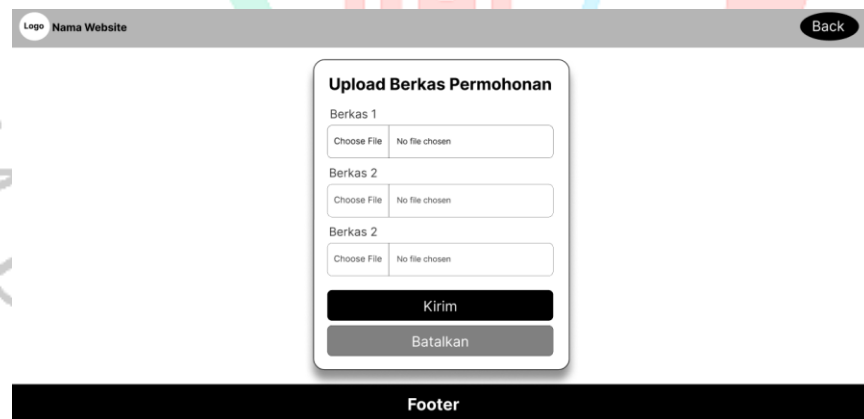 Logo Nama Website Back
Upload Berkas Permohonan
Berkas 1
Choose File No file chosen
Berkas 2
Choose File No file chosen
Berkas 2
Choose File No file chosen
Kirim
Batalkan
Footer